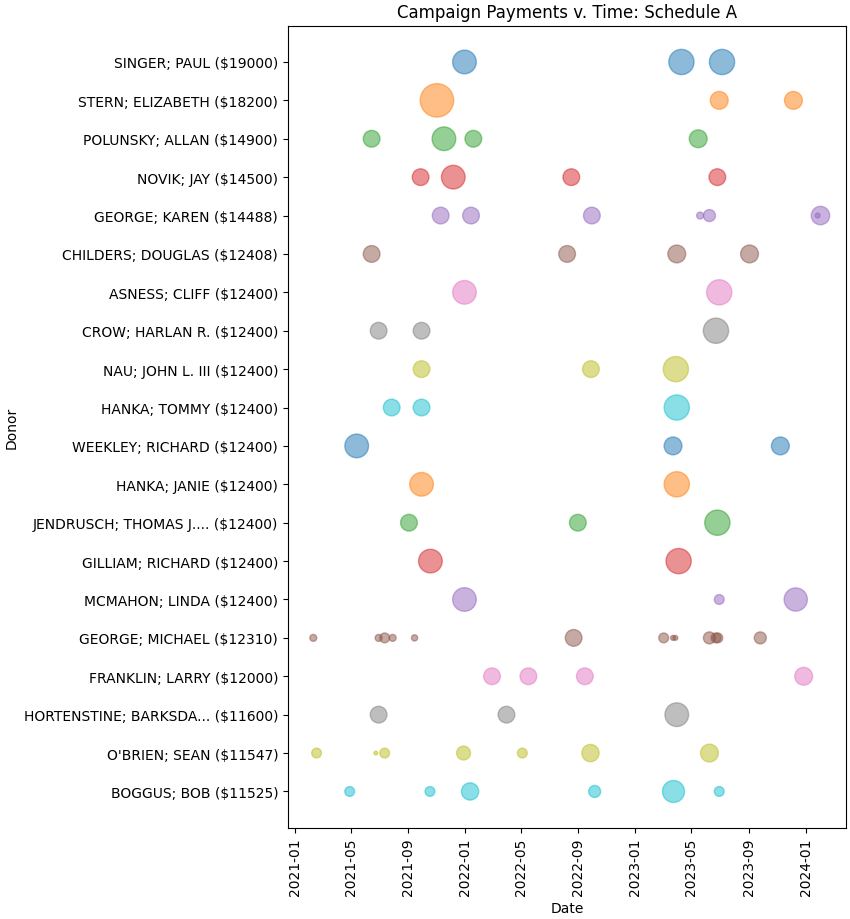 Campaign Payments v. Time: Schedule A
SINGER; PAUL ($19000)
STERN; ELIZABETH ($18200)
POLUNSKY; ALLAN ($14900)
NOVIK; JAY ($14500)
GEORGE; KAREN ($14488)
CHILDERS; DOUGLAS ($12408)
ASNESS; CLIFF ($12400)
CROW; HARLAN R. ($12400)
NAU; JOHN L. III ($12400)
HANKA; TOMMY ($12400)
WEEKLEY; RICHARD ($12400)
HANKA; JANIE ($12400)
JENDRUSCH; THOMAS J.... ($12400)
GILLIAM; RICHARD ($12400)
MCMAHON; LINDA ($12400)
GEORGE; MICHAEL ($12310)
FRANKLIN; LARRY ($12000)
HORTENSTINE; BARKSDA... ($11600)
O'BRIEN; SEAN ($11547)
BOGGUS; BOB ($11525)
Donor
2021-01
2021-05
2021-09
2022-01
2022-05
2022-09
2023-01
2023-05
2023-09
2024-01
Date